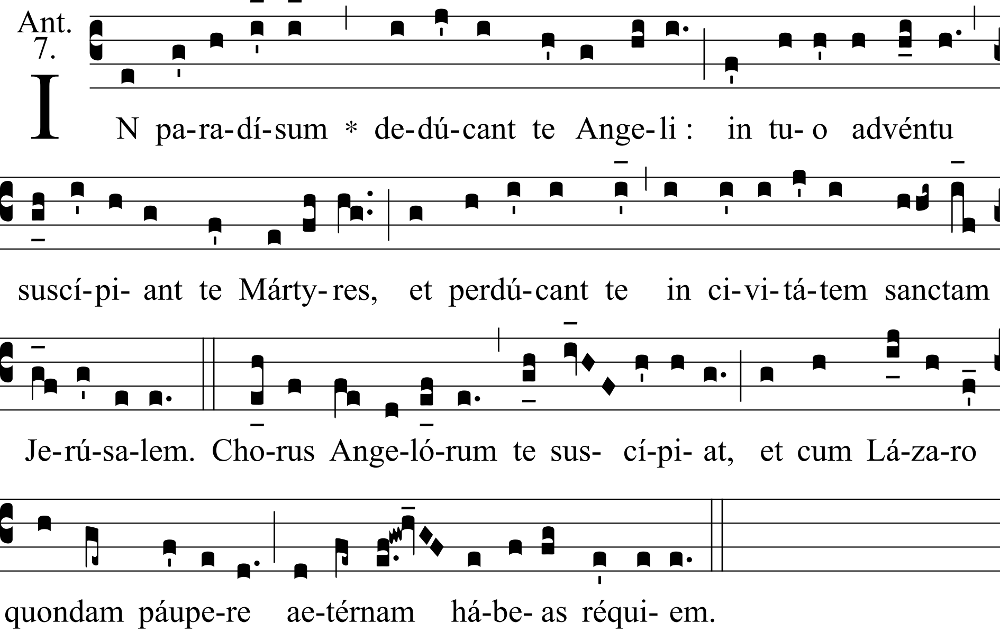 Ant.
7.
IN pa-ra-dí-sum * de-dú-cant te Ange-li : in tu-o advéntu
suscí-pi-ant te Márty-res, et perdú-cant te in ci-vi-tá-tem sanctam
Je-rú-sa-lem. Cho-rus Ange-ló-rum te sus-cí-pi-at, et cum Lá-za-ro
quondam páupe-re ae-térnam há-be-as réqui-em.